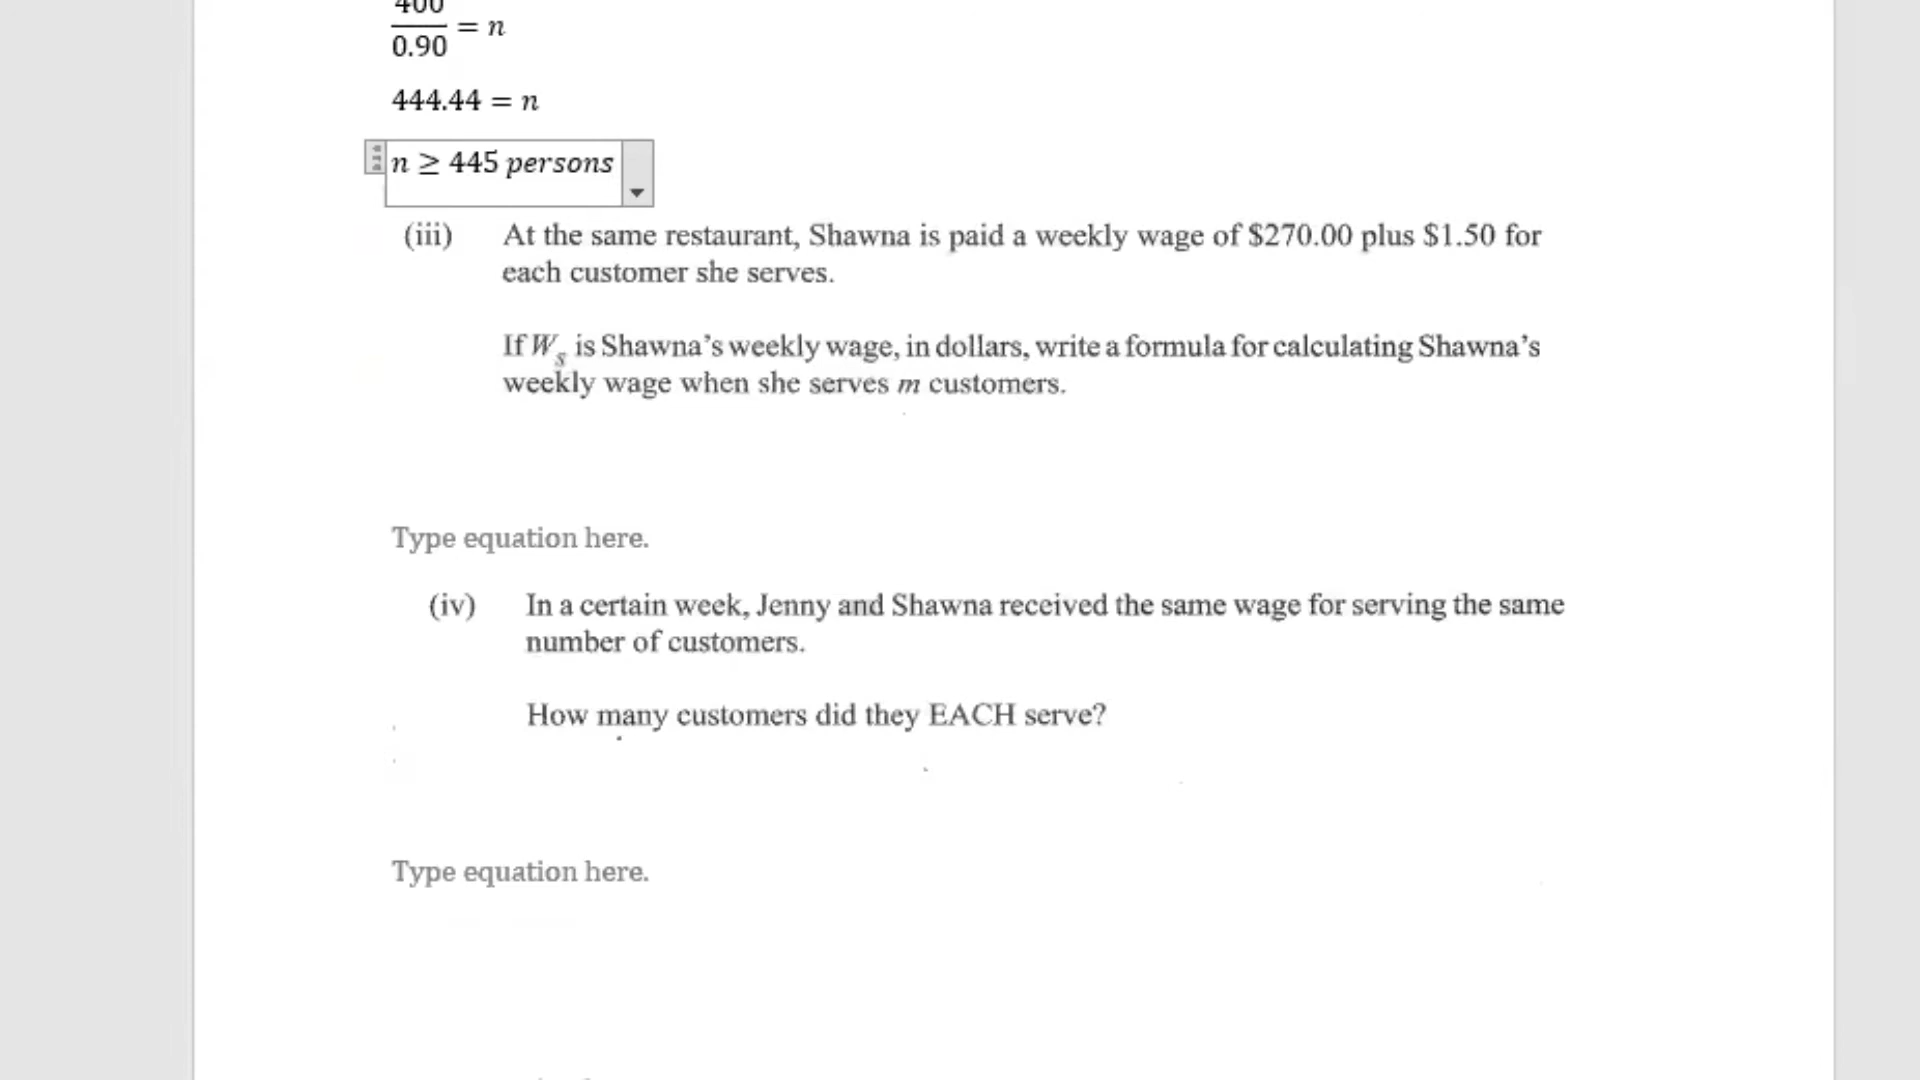 400
0.90
= n
444.44 = n
n ≥ 445 persons
(iii) At the same restaurant, Shawna is paid a weekly wage of $270.00 plus $1.50 for
each customer she serves.
If Ws is Shawna's weekly wage, in dollars, write a formula for calculating Shawna's
weekly wage when she serves m customers.
Type equation here.
(iv) In a certain week, Jenny and Shawna received the same wage for serving the same
number of customers.
How many customers did they EACH serve?
Type equation here.